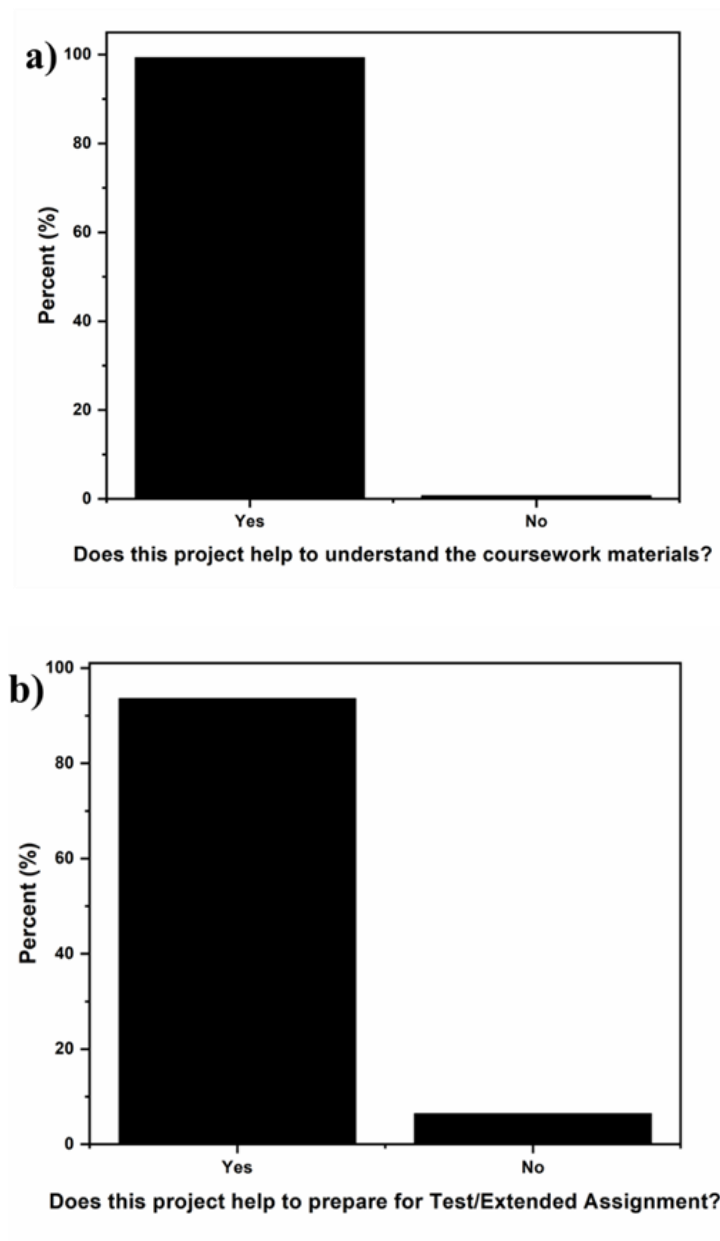 a)
100
80
60
40
20
0
Percent (%)
Yes No
Does this project help to understand the coursework materials?
b)
100
80
60
40
20
0
Percent (%)
Yes No
Does this project help to prepare for Test/Extended Assignment?